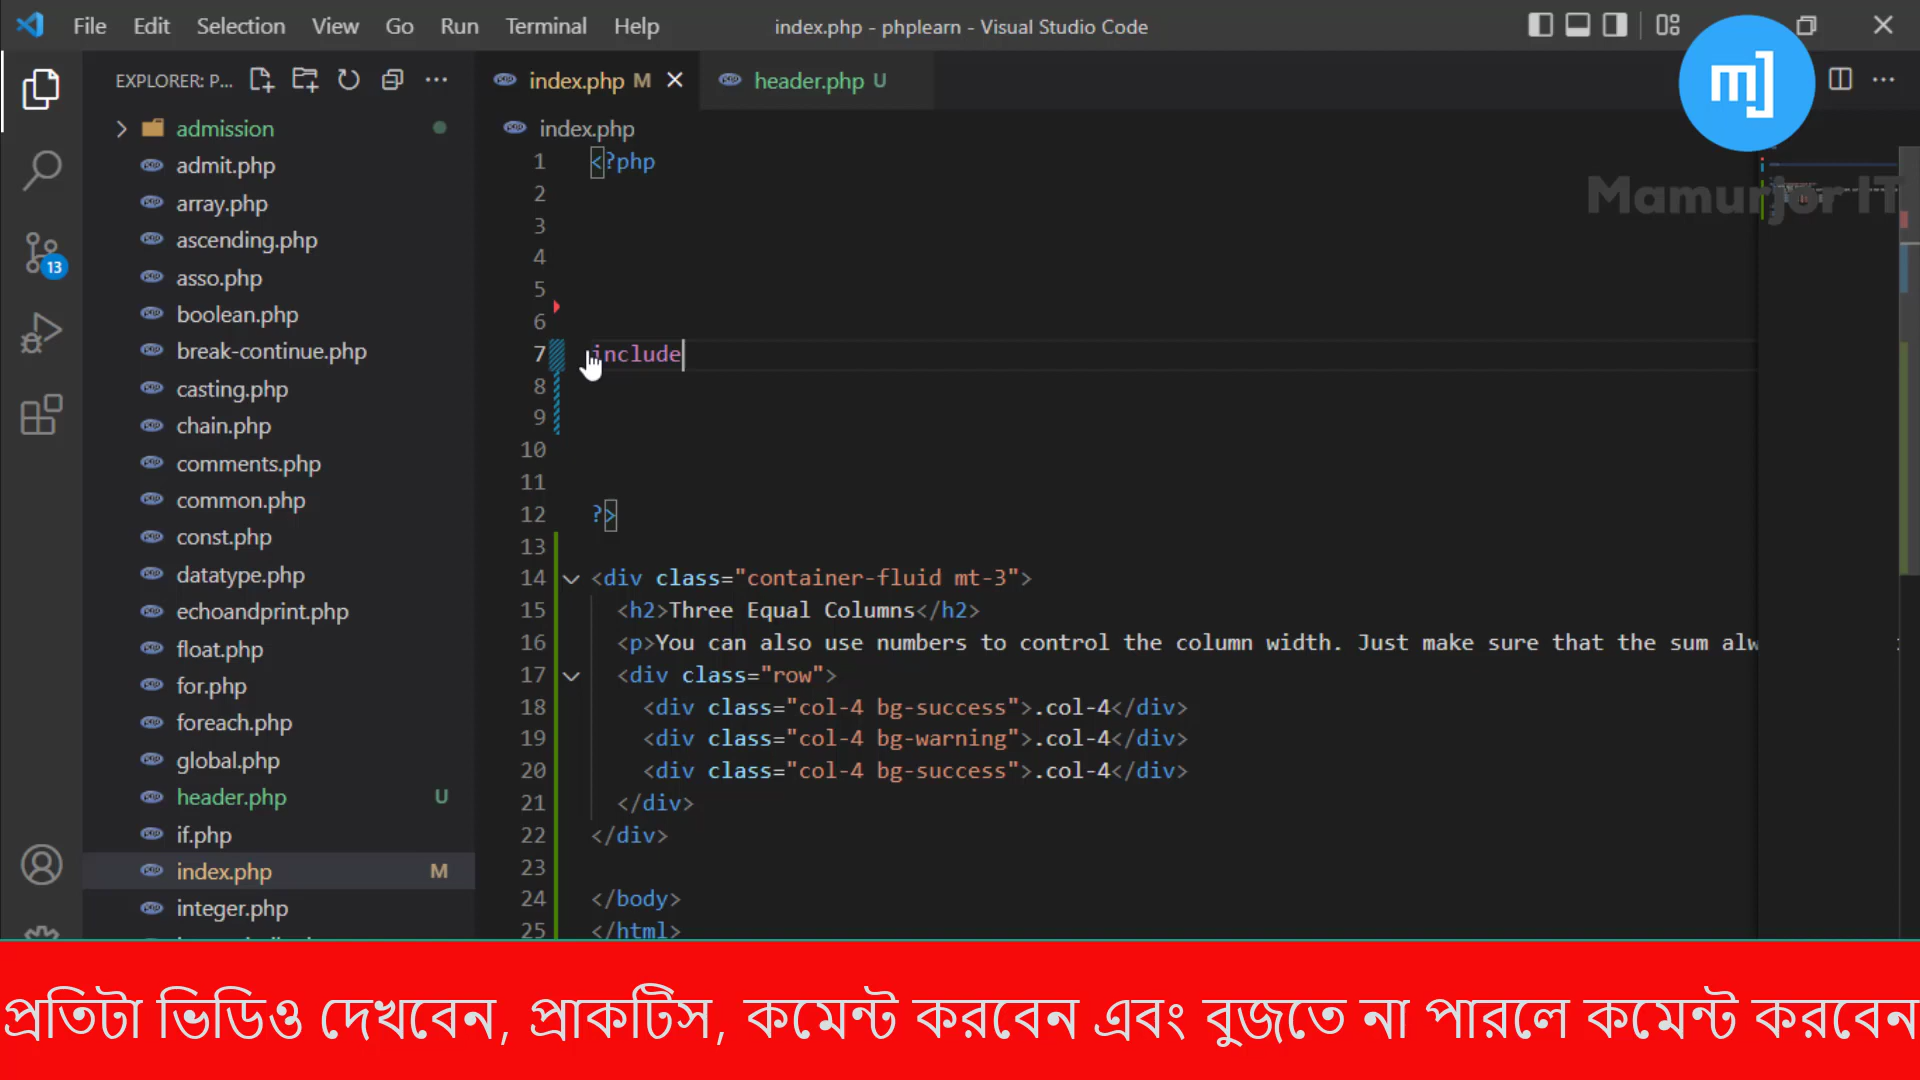 File Edit Selection View Go Run Terminal Help
index.php - phplearn - Visual Studio Code
EXPLORER: P...
index.php M
header.php U
m]
Mamurjor IT
index.php
admission
admit.php
array.php
ascending.php
asso.php
boolean.php
break-continue.php
casting.php
chain.php
comments.php
common.php
const.php
datatype.php
echoandprint.php
float.php
for.php
foreach.php
global.php
header.php U
if.php
index.php M
integer.php
13
1 <?php
2
3
4
5
6
7 include
8
9
10
11
12 ?>
13
14 <div class="container-fluid mt-3">
15 <h2>Three Equal Columns</h2>
16 <p>You can also use numbers to control the column width. Just make sure that the sum alw
17 <div class="row">
18 <div class="col-4 bg-success">.col-4</div>
19 <div class="col-4 bg-warning">.col-4</div>
20 <div class="col-4 bg-success">.col-4</div>
21 </div>
22 </div>
23
24 </body>
25 </html>
প্রতিটা ভিডিও দেখবেন, প্রাকটিস, কমেন্ট করবেন এবং বুজতে না পারলে কমেন্ট করবেন